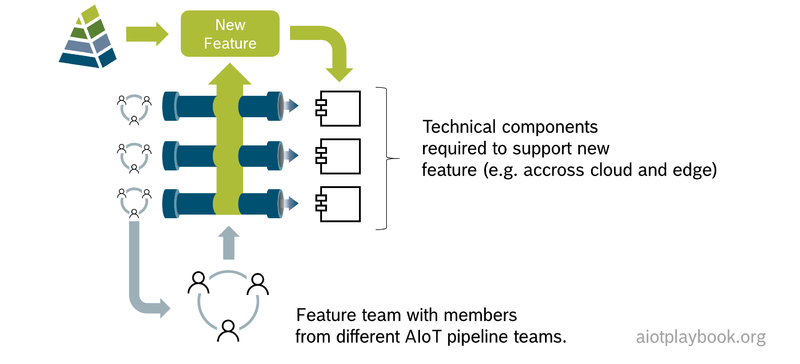 New
Feature
Technical components
required to support new
feature (e.g. accross cloud and edge)
Feature team with members
from different AIoT pipeline teams.
aiotplaybook.org